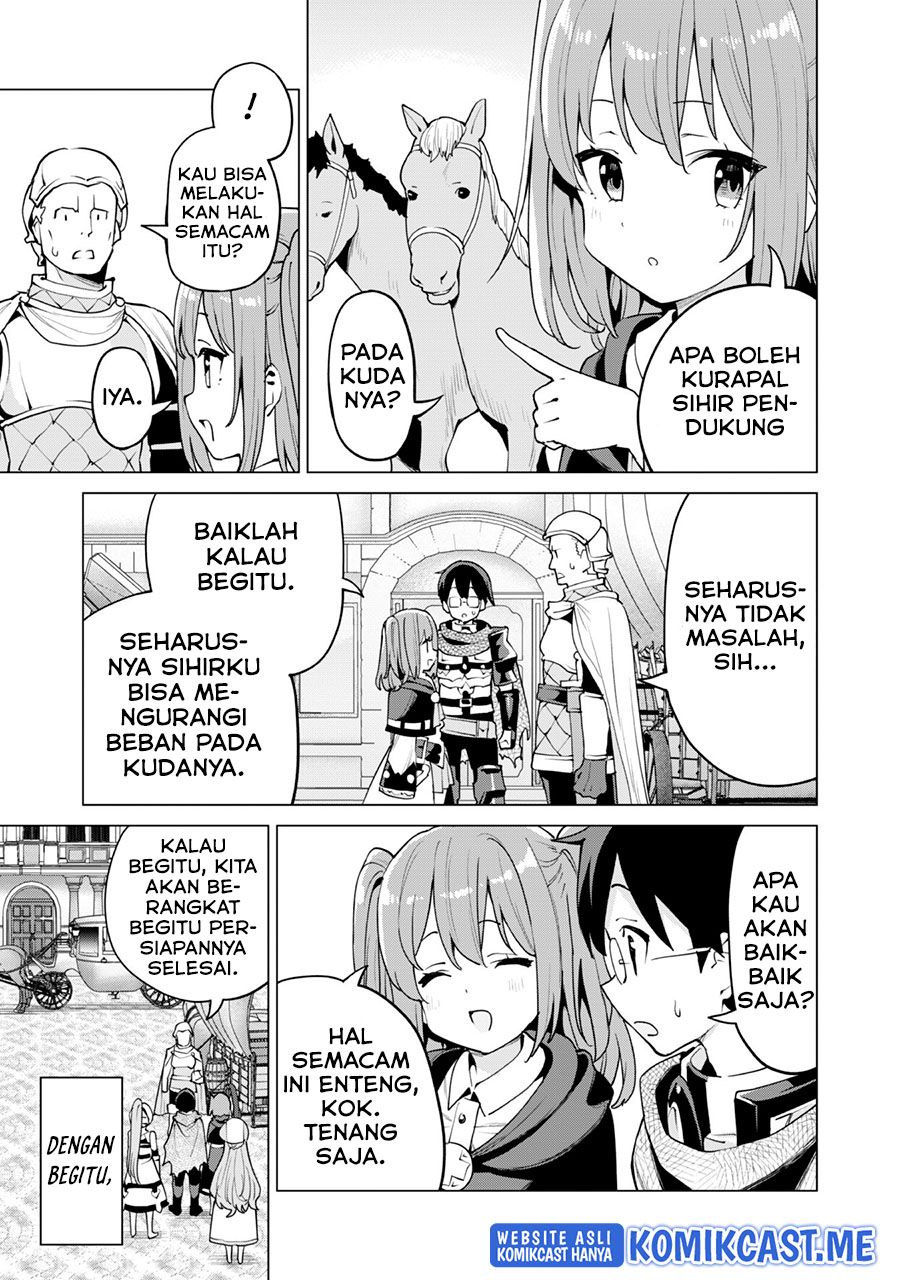 APA BOLEH
KURAPAL
SIHIR PEN-
DUKUNG
PADA
KUDA
NYA?
!
KAU BISA
MELAKU-
KAN HAL
SEMACAM
ITU?
IYA.
SEHARUS-
NYA TIDAK
MASALAH,
SIH...
BAIKLAH
KALAU
BEGITU.
SEHARUS-
NYA SIHIRKU
BISA ME-
NGURANGI
BEBAN PADA
KUDANYA.
APA
KAU
AKAN
BAIK-
BAIK
SAJA?
HAL
SEMACAM
INI ENTENG,
KOK.
TENANG
SAJA.
KALAU
BEGITU, KITA
AKAN BE-
RANGKAT
BEGITU PER-
SIAPANNYA
SELESAI.
DENGAN
BEGITU,
WEBSITE ASLI
KOMIKCAST HANYA
KOMIKCAST.ME